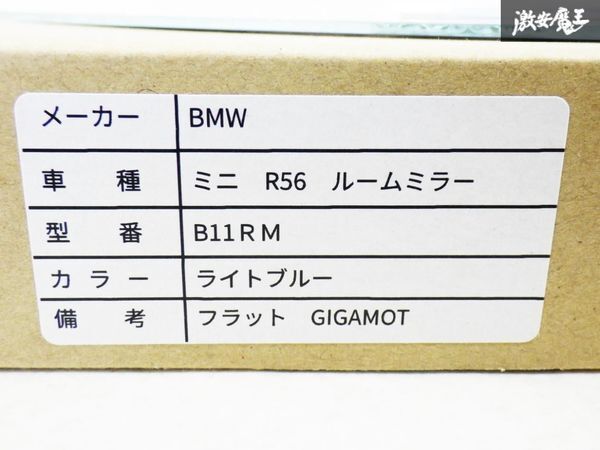 激安魔王
メーカー BMW
車種 ミニ R56 ルームミラー
型番 B11RM
カラー ライトブルー
備考 フラット GIGAMOT